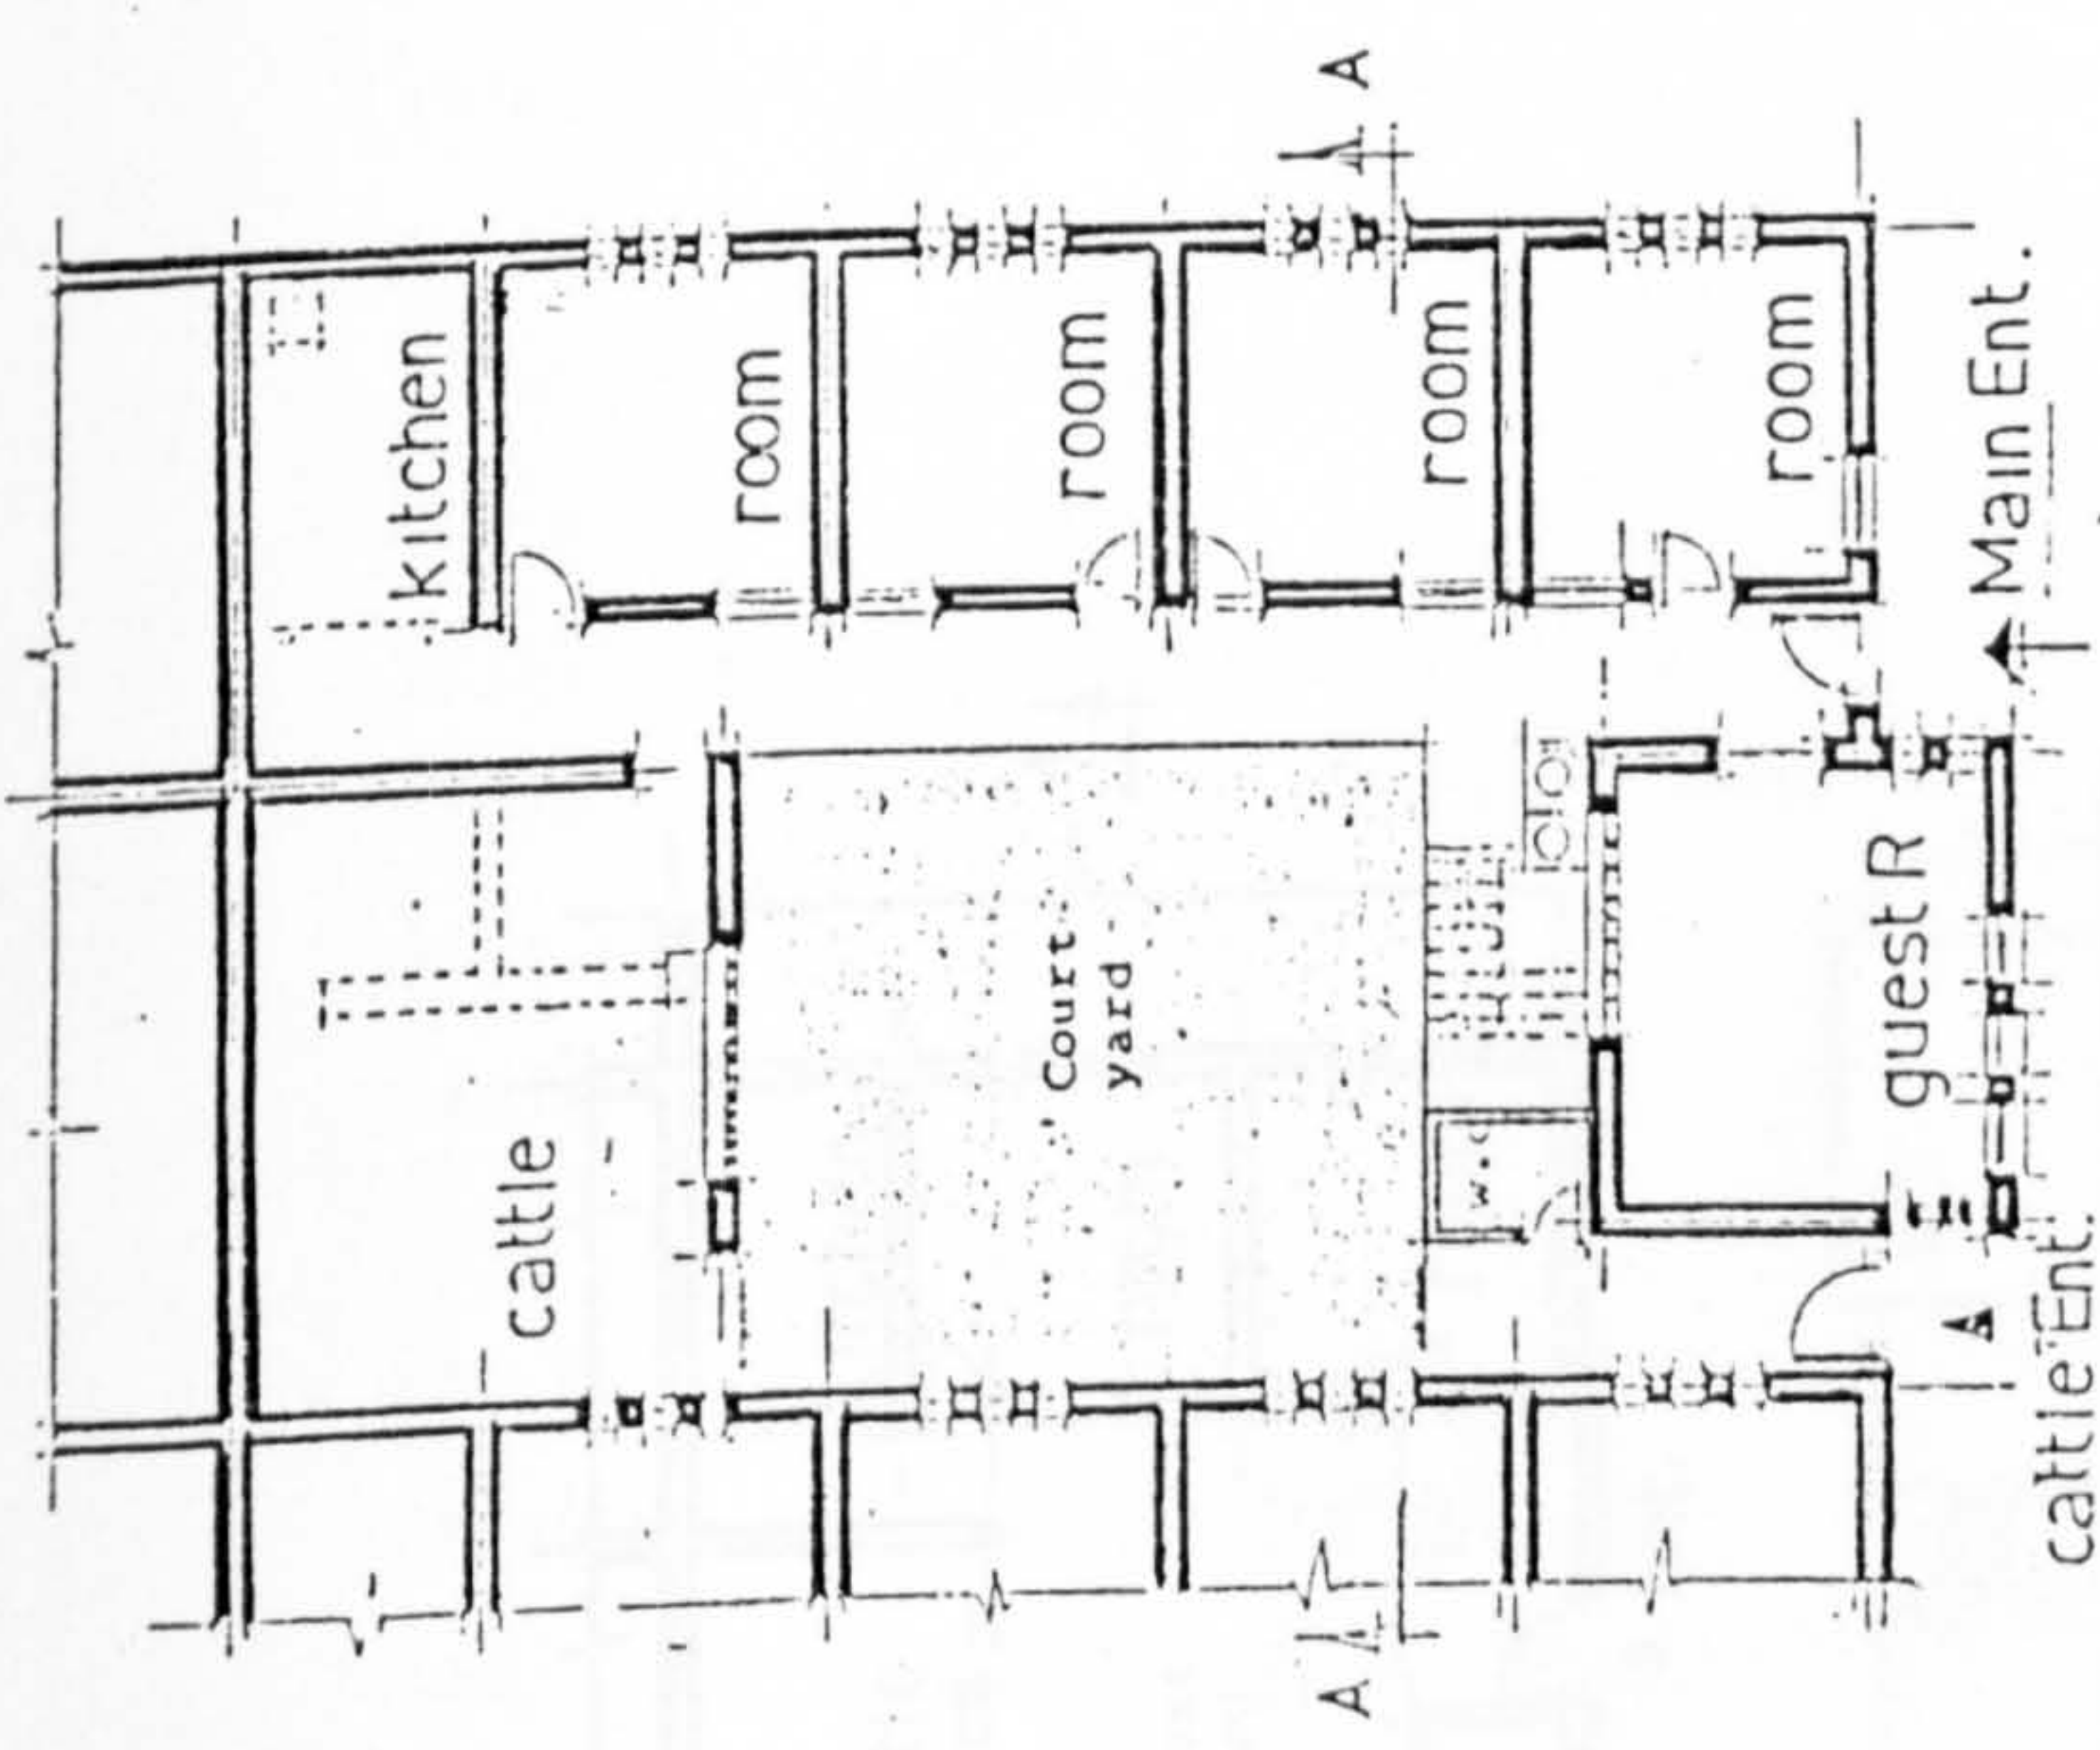 A
kitchen
room
room
room
room
Main Ent.
Court
yard
cattle
w.c
guest R
cattle Ent.
A